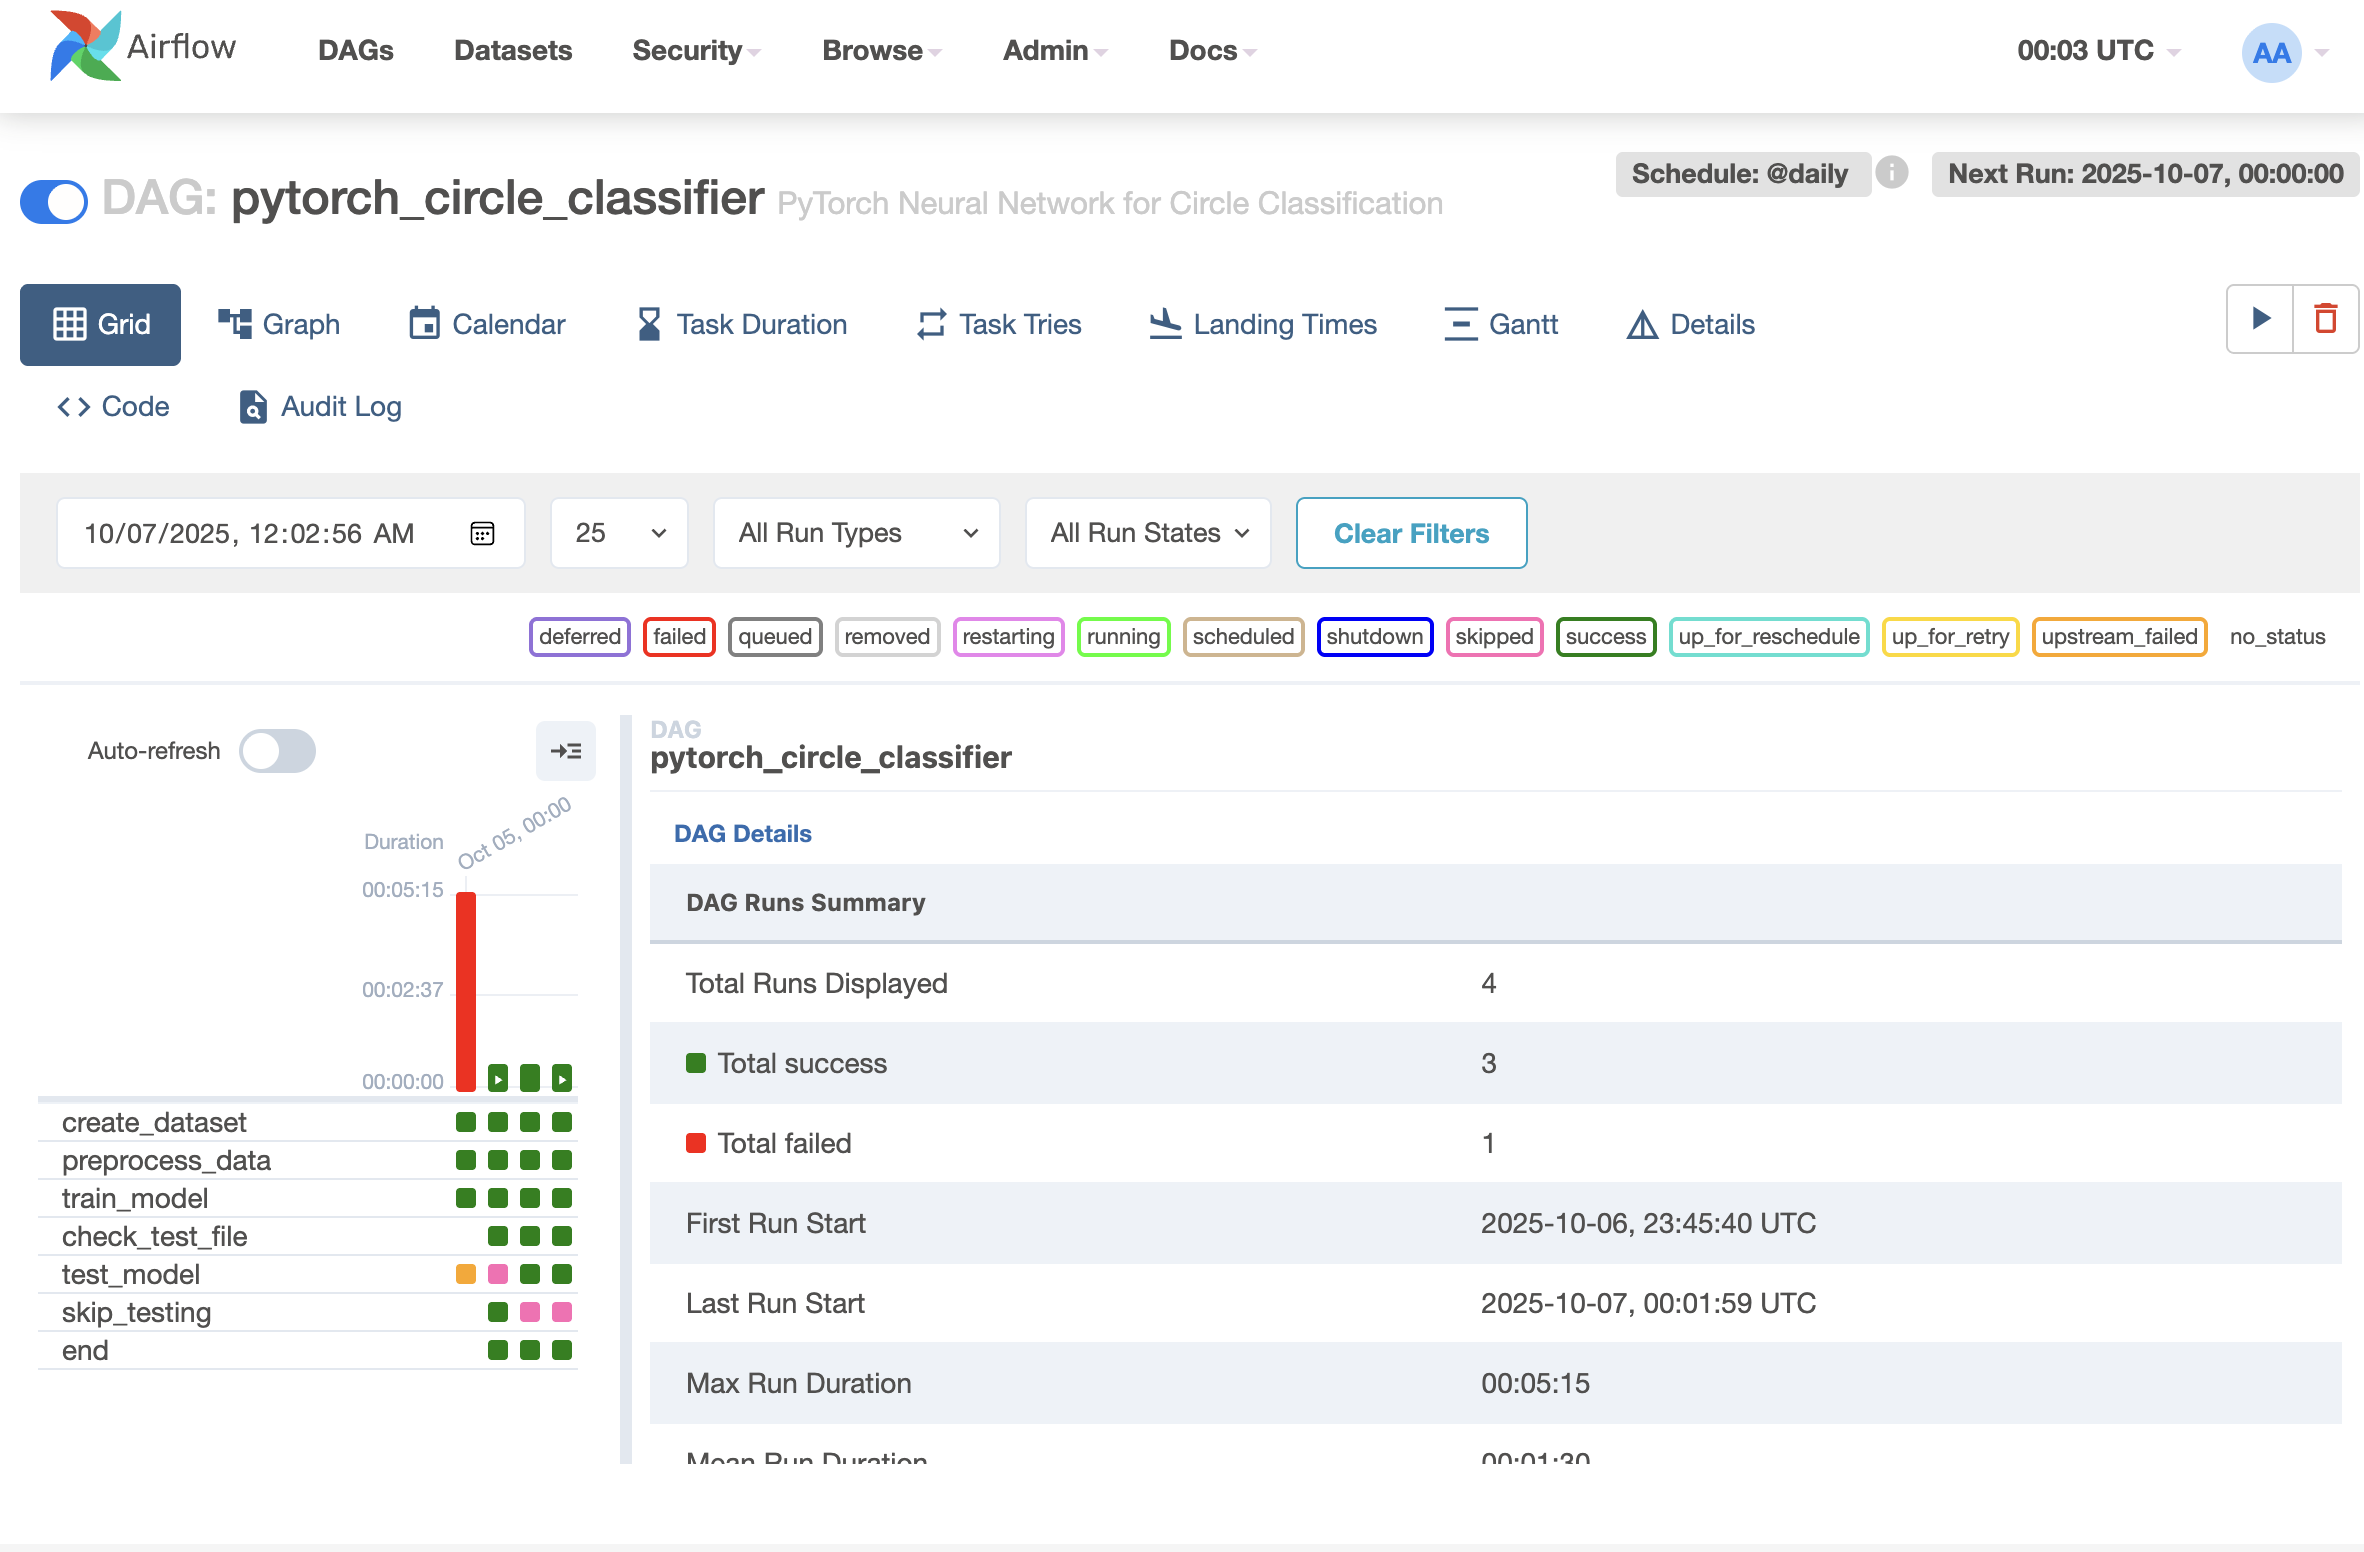 Airflow DAGs Datasets Security Browse Admin Docs 00:03 UTC AA
DAG: pytorch_circle_classifier PyTorch Neural Network for Circle Classification
Schedule: @daily Next Run: 2025-10-07, 00:00:00
Grid Graph Calendar Task Duration Task Tries Landing Times Gantt Details
Code Audit Log
10/07/2025, 12:02:56 AM 25 All Run Types All Run States Clear Filters
deferred failed queued removed restarting running scheduled shutdown skipped success up_for_reschedule up_for_retry upstream_failed no_status
Auto-refresh
Duration
Oct 05, 00:00
00:05:15
00:02:37
00:00:00
create_dataset
preprocess_data
train_model
check_test_file
test_model
skip_testing
end
DAG
pytorch_circle_classifier
DAG Details
DAG Runs Summary
Total Runs Displayed 4
Total success 3
Total failed 1
First Run Start 2025-10-06, 23:45:40 UTC
Last Run Start 2025-10-07, 00:01:59 UTC
Max Run Duration 00:05:15
Mean Run Duration 00:01:30